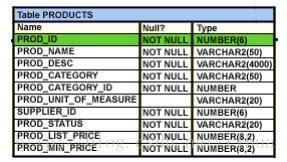 Table PRODUCTS
Name Null? Type
PROD_ID NOT NULL NUMBER(6)
PROD_NAME NOT NULL VARCHAR2(50)
PROD_DESC NOT NULL VARCHAR2(4000)
PROD_CATEGORY NOT NULL VARCHAR2(50)
PROD_CATEGORY_ID NOT NULL NUMBER
PROD_UNIT_OF_MEASURE VARCHAR2(20)
SUPPLIER_ID NOT NULL NUMBER(6)
PROD_STATUS NOT NULL VARCHAR2(20)
PROD_LIST_PRICE NOT NULL NUMBER(8,2)
PROD_MIN_PRICE NOT NULL NUMBER(8,2)